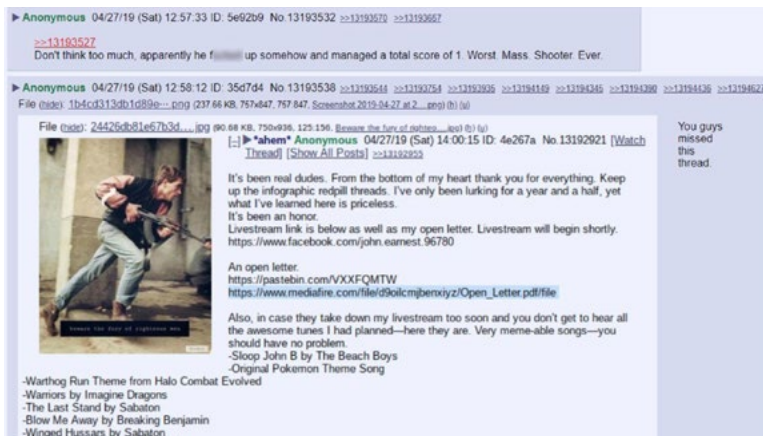 ▶Anonymous 04/27/19 (Sat) 12:57:33 ID: 5e92b9 No.13193532 >>13193570 >>13193667
>>13193527
Don't think too much, apparently he up somehow and managed a total score of 1. Worst. Mass. Shooter. Ever.
▶Anonymous 04/27/19 (Sat) 12:58:12 ID: 35d7d4 No.13193538 >>13193544 >>13193754 >>13193935 >>13194149 >>13194345 >>13194390 >>13194436 >>13194627
File (hide): 1b4cd313db1d89e….png (237.66 KB, 757x847, 757:847, Screenshot 2019-04-27 at 2….png) (h) (u)
You guys
missed
this
thread.
File (hide): 24426db81e67b3d….jpg (90.68 KB, 750x936, 125:156, Beware the fury of righteo….jpg) (h) (u)
[–] ▶*ahem* Anonymous 04/27/19 (Sat) 14:00:15 ID: 4e267a No.13192921 [Watch
Thread] [Show All Posts] >>13192955
beware the fury of righteous men
It's been real dudes. From the bottom of my heart thank you for everything. Keep
up the infographic redpill threads. I've only been lurking for a year and a half, yet
what I've learned here is priceless.
It's been an honor.
Livestream link is below as well as my open letter. Livestream will begin shortly.
[livestream link omitted]
An open letter.
[manifesto link omitted]
[manifesto link omitted]
Also, in case they take down my livestream too soon and you don't get to hear all
the awesome tunes I had planned—here they are. Very meme-able songs—you
should have no problem.
-Sloop John B by The Beach Boys
-Original Pokemon Theme Song
-Warthog Run Theme from Halo Combat Evolved
-Warriors by Imagine Dragons
-The Last Stand by Sabaton
-Blow Me Away by Breaking Benjamin
-Winged Hussars by Sabaton